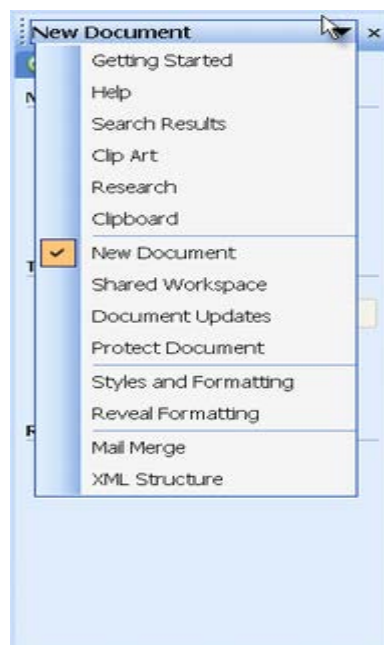 New Document
Getting Started
Help
Search Results
Clip Art
Research
Clipboard
New Document
Shared Workspace
Document Updates
Protect Document
Styles and Formatting
Reveal Formatting
Mail Merge
XML Structure